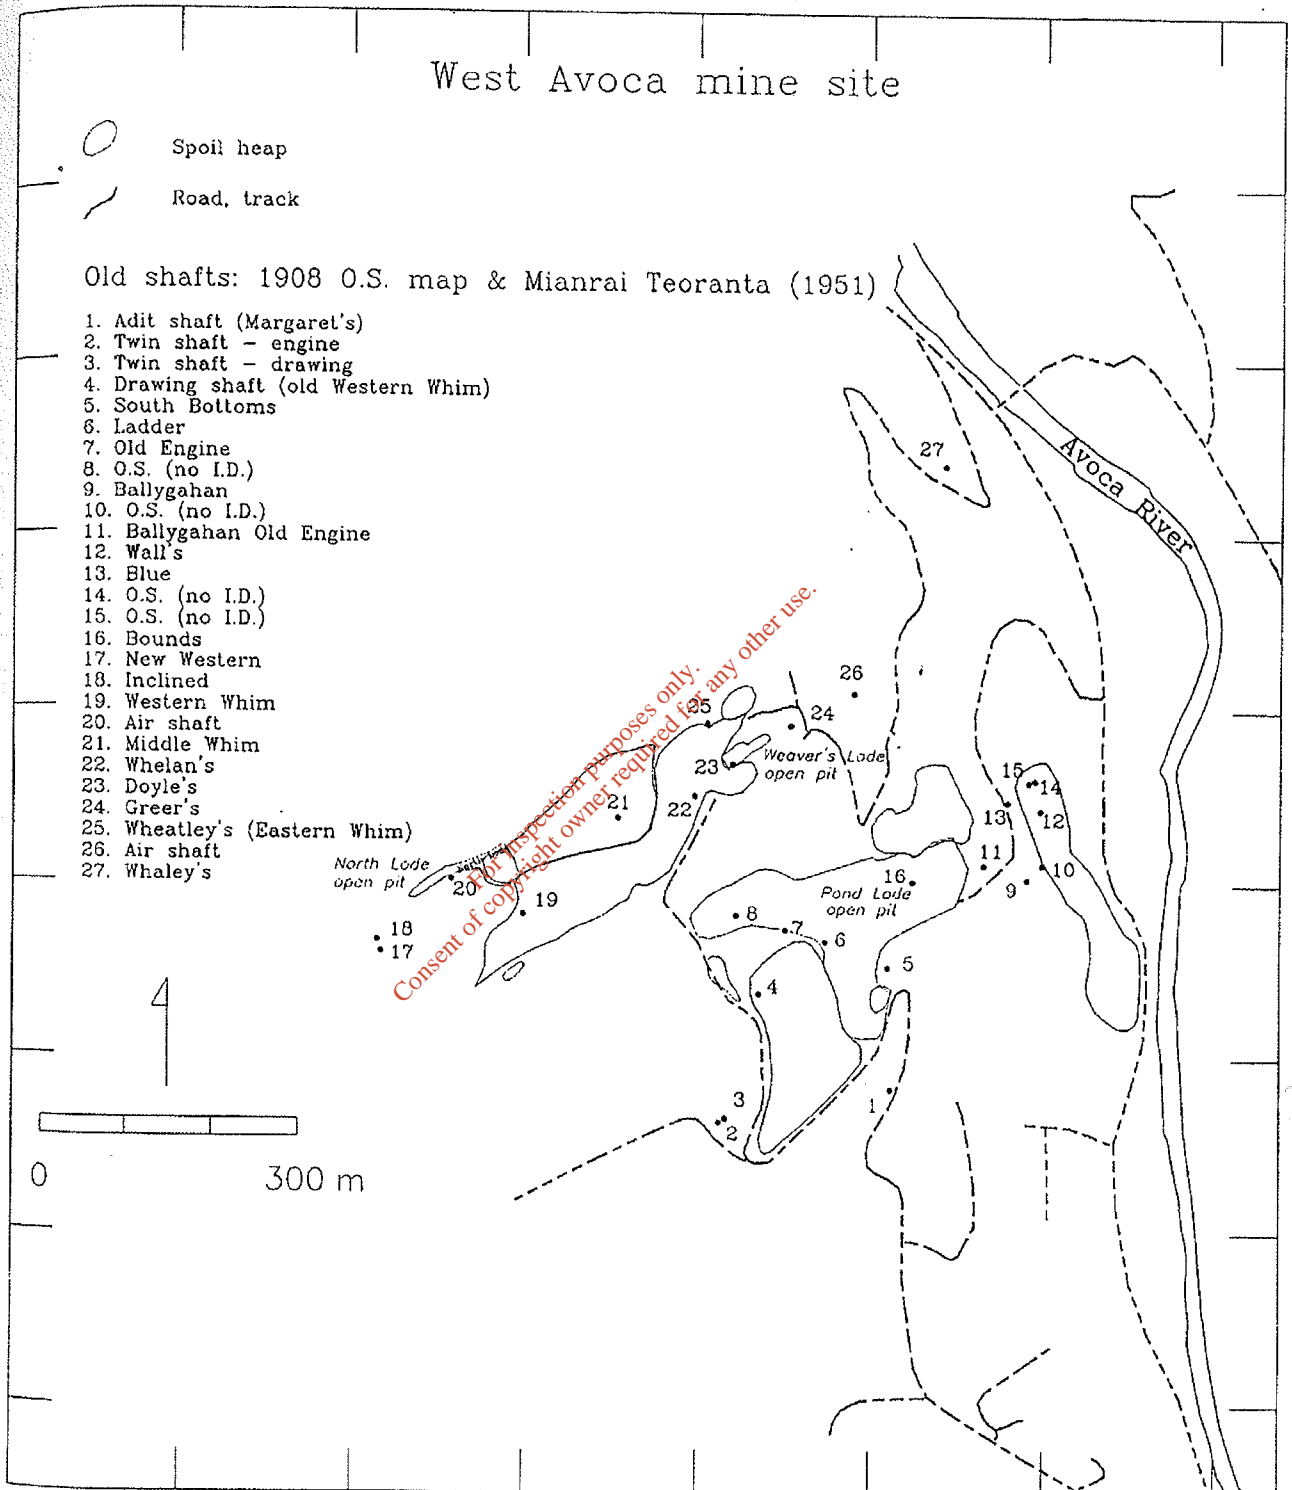 West Avoca mine site
Spoil heap
Road, track
Old shafts: 1908 O.S. map & Mianrai Teoranta (1951)
1. Adit shaft (Margaret's)
2. Twin shaft – engine
3. Twin shaft – drawing
4. Drawing shaft (old Western Whim)
5. South Bottoms
6. Ladder
7. Old Engine
8. O.S. (no I.D.)
9. Ballygahan
10. O.S. (no I.D.)
11. Ballygahan Old Engine
12. Wall's
13. Blue
14. O.S. (no I.D.)
15. O.S. (no I.D.)
16. Bounds
17. New Western
18. Inclined
19. Western Whim
20. Air shaft
21. Middle Whim
22. Whelan's
23. Doyle's
24. Greer's
25. Wheatley's (Eastern Whim)
26. Air shaft
27. Whaley's
27
Avoca River
26
25
24
23
Weaver's Lode
open pit
15
14
21
22
13
12
North Lode
open pit
20
11
10
16
9
Pond Lode
open pit
19
8
7
6
18
17
5
4
3
2
1
0
300 m
For inspection purposes only.
Consent of copyright owner required for any other use.